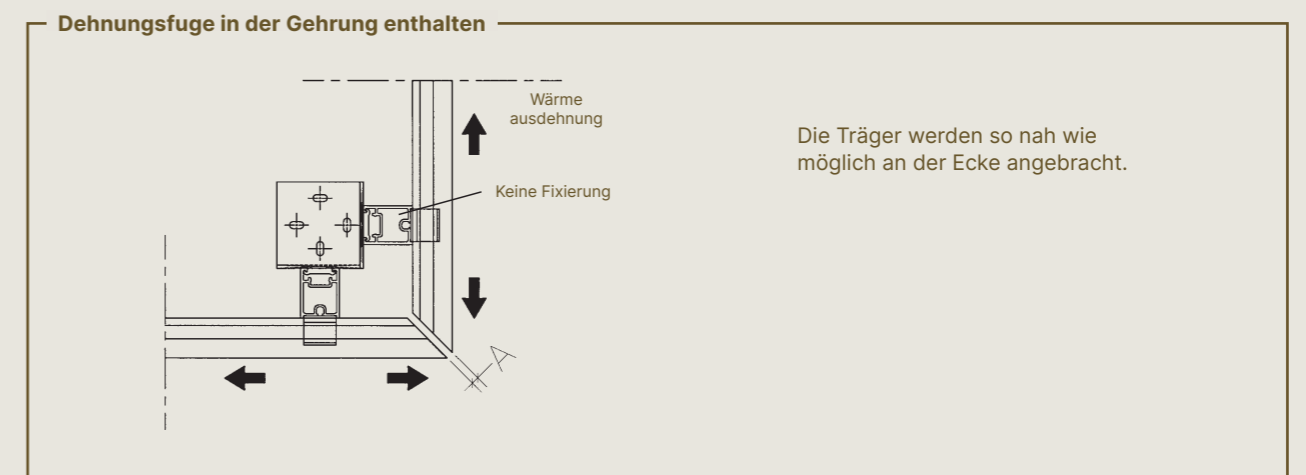 Dehnungsfuge in der Gehrung enthalten
Wärme
ausdehnung
Die Träger werden so nah wie
möglich an der Ecke angebracht.
Keine Fixierung
A